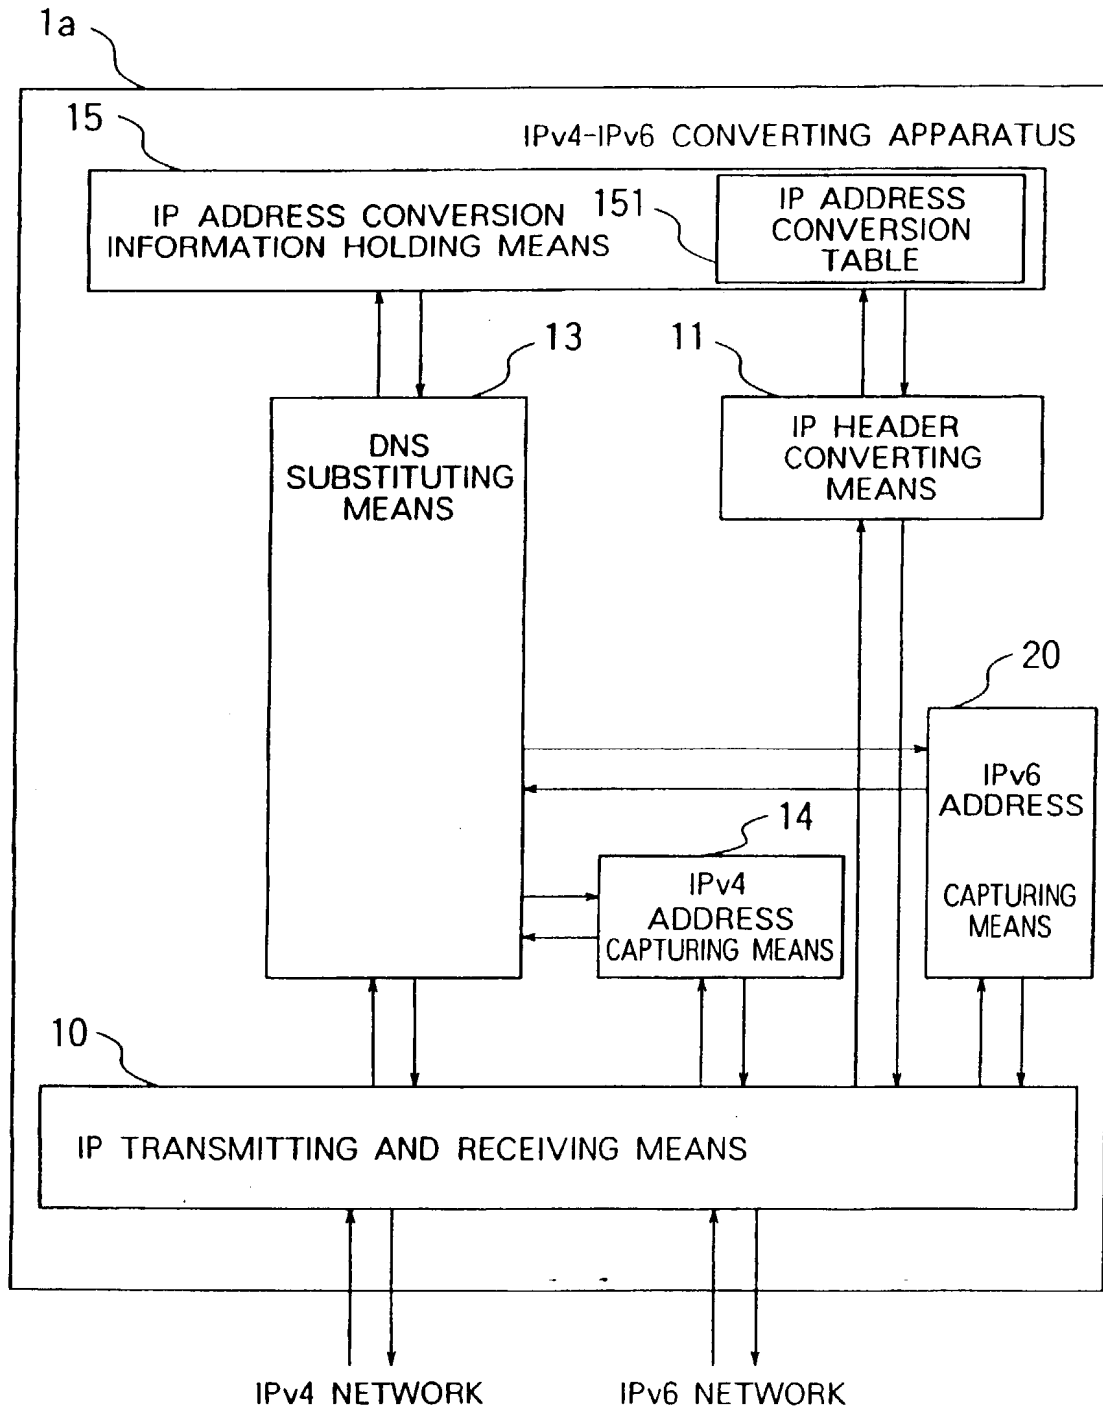 1a
15
IPv4-IPv6 CONVERTING APPARATUS
IP ADDRESS CONVERSION
INFORMATION HOLDING MEANS
151
IP ADDRESS
CONVERSION
TABLE
13
11
DNS
SUBSTITUTING
MEANS
IP HEADER
CONVERTING
MEANS
20
IPv6
ADDRESS
CAPTURING
MEANS
14
IPv4
ADDRESS
CAPTURING MEANS
10
IP TRANSMITTING AND RECEIVING MEANS
IPv4 NETWORK
IPv6 NETWORK